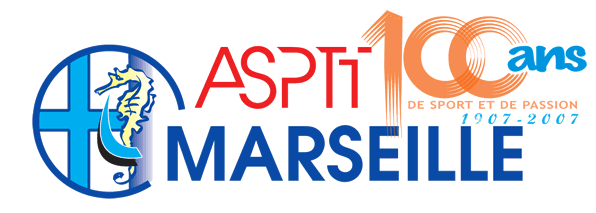 ASPTT 100 ans
DE SPORT ET DE PASSION
1907-2007
MARSEILLE